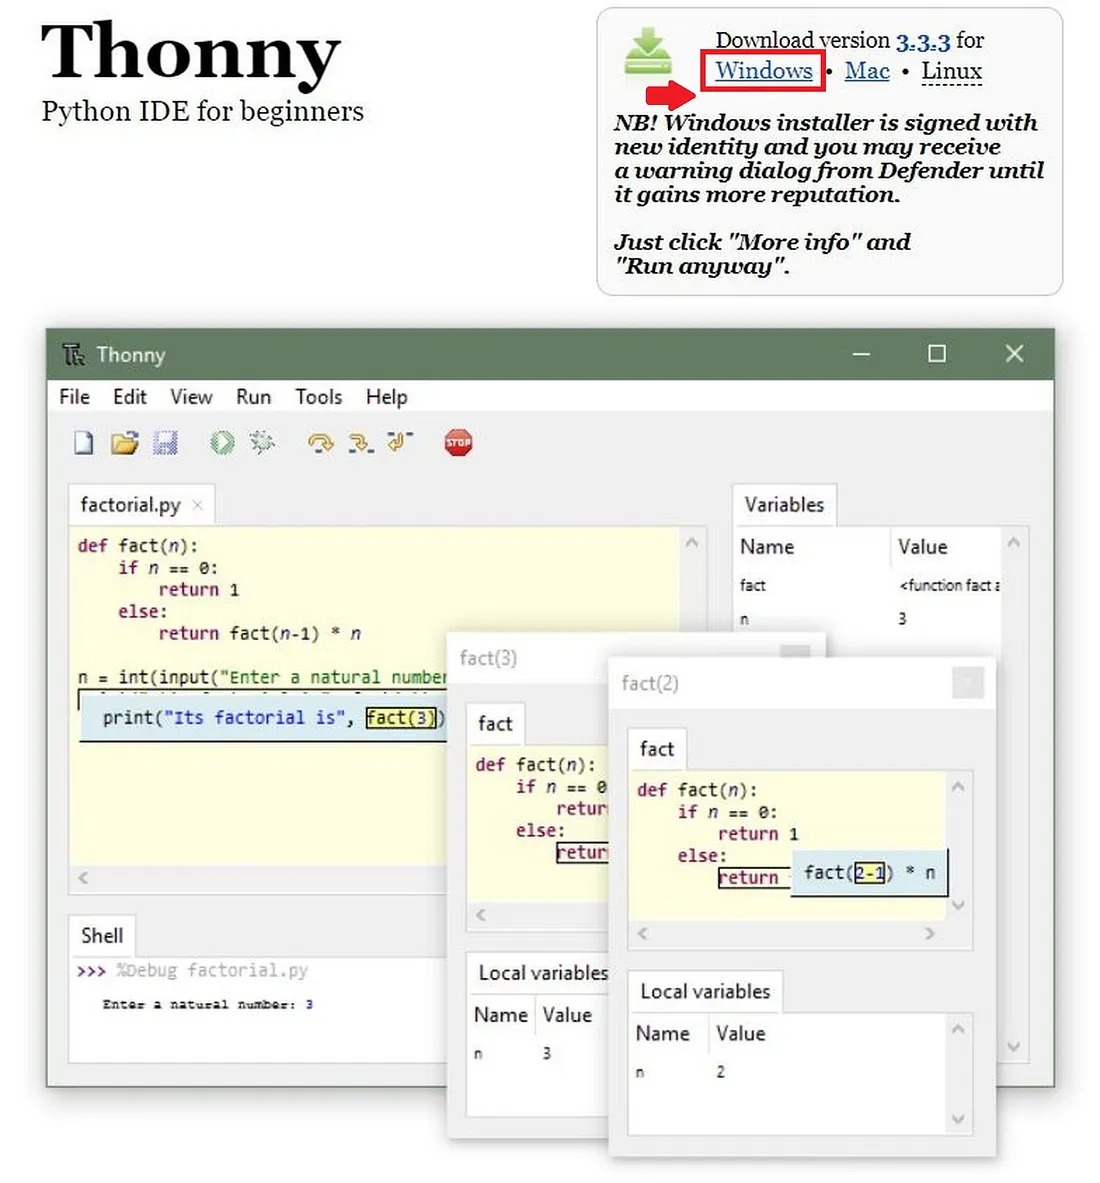 Thonny
Python IDE for beginners
Download version 3.3.3 for
Windows • Mac • Linux
NB! Windows installer is signed with
new identity and you may receive
a warning dialog from Defender until
it gains more reputation.
Just click "More info" and
"Run anyway".
Thonny
File Edit View Run Tools Help
STOP
factorial.py
def fact(n):
    if n == 0:
        return 1
    else:
        return fact(n-1) * n
n = int(input("Enter a natural number
print("Its factorial is", fact(3))
Variables
Name Value
fact <function fact a
n 3
Shell
>>> %Debug factorial.py
Enter a natural number: 3
fact(3)
fact
def fact(n):
    if n == 0
        retur
    else:
        retur
Local variables
Name Value
n 3
fact(2)
fact
def fact(n):
    if n == 0:
        return 1
    else:
        return fact(2-1) * n
Local variables
Name Value
n 2